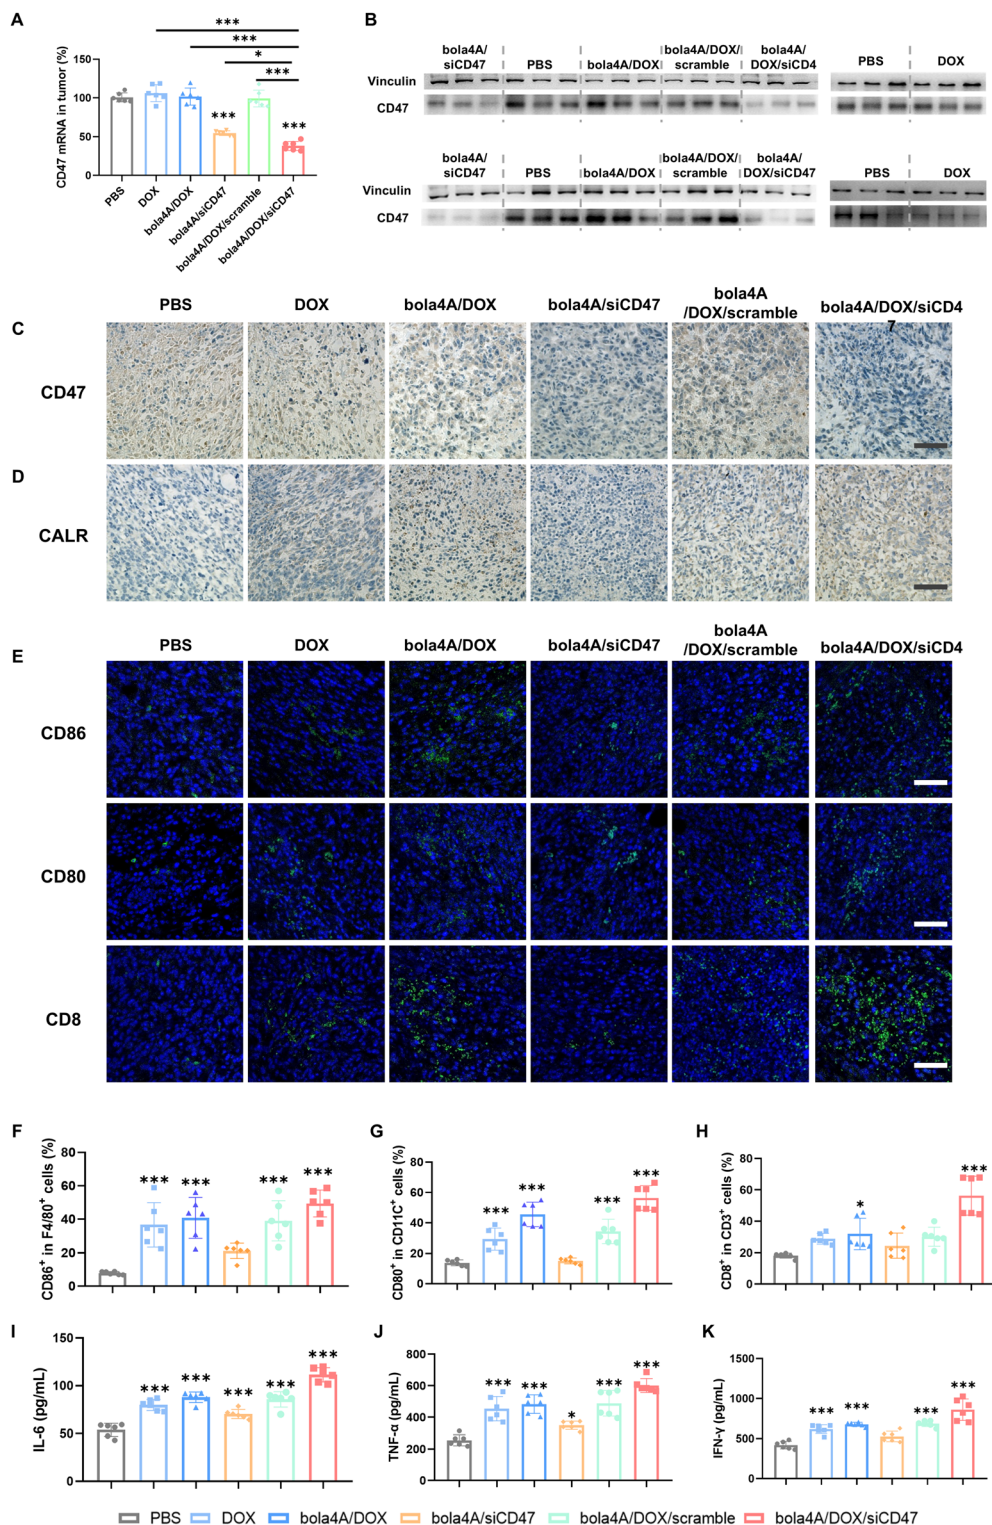 A
***
***
*
***
CD47 mRNA in tumor (%)
150
100
50
0
***
***
PBS
DOX
bola4A/DOX
bola4A/siCD47
bola4A/DOX/scramble
bola4A/DOX/siCD47
B
bola4A/ siCD47
PBS
bola4A/DOX
bola4A/DOX/ scramble
bola4A/ DOX/siCD4
PBS
DOX
Vinculin
CD47
bola4A/ siCD47
PBS
bola4A/DOX
bola4A/DOX/ scramble
bola4A/ DOX/siCD47
PBS
DOX
Vinculin
CD47
PBS
DOX
bola4A/DOX
bola4A/siCD47
bola4A
/DOX/scramble
bola4A/DOX/siCD4
7
C
CD47
D
CALR
E
PBS
DOX
bola4A/DOX
bola4A/siCD47
bola4A
/DOX/scramble
bola4A/DOX/siCD4
CD86
CD80
CD8
F
CD86+ in F4/80+ cells (%)
80
60
40
20
0
***
***
***
***
G
CD80+ in CD11C+ cells (%)
80
60
40
20
0
***
***
***
***
H
CD8+ in CD3+ cells (%)
80
60
40
20
0
*
***
I
IL-6 (pg/mL)
150
100
50
0
***
***
***
***
***
J
TNF-α (pg/mL)
800
600
400
200
0
***
***
*
***
***
K
IFN-γ (pg/mL)
1500
1000
500
0
***
***
***
***
PBS
DOX
bola4A/DOX
bola4A/siCD47
bola4A/DOX/scramble
bola4A/DOX/siCD47